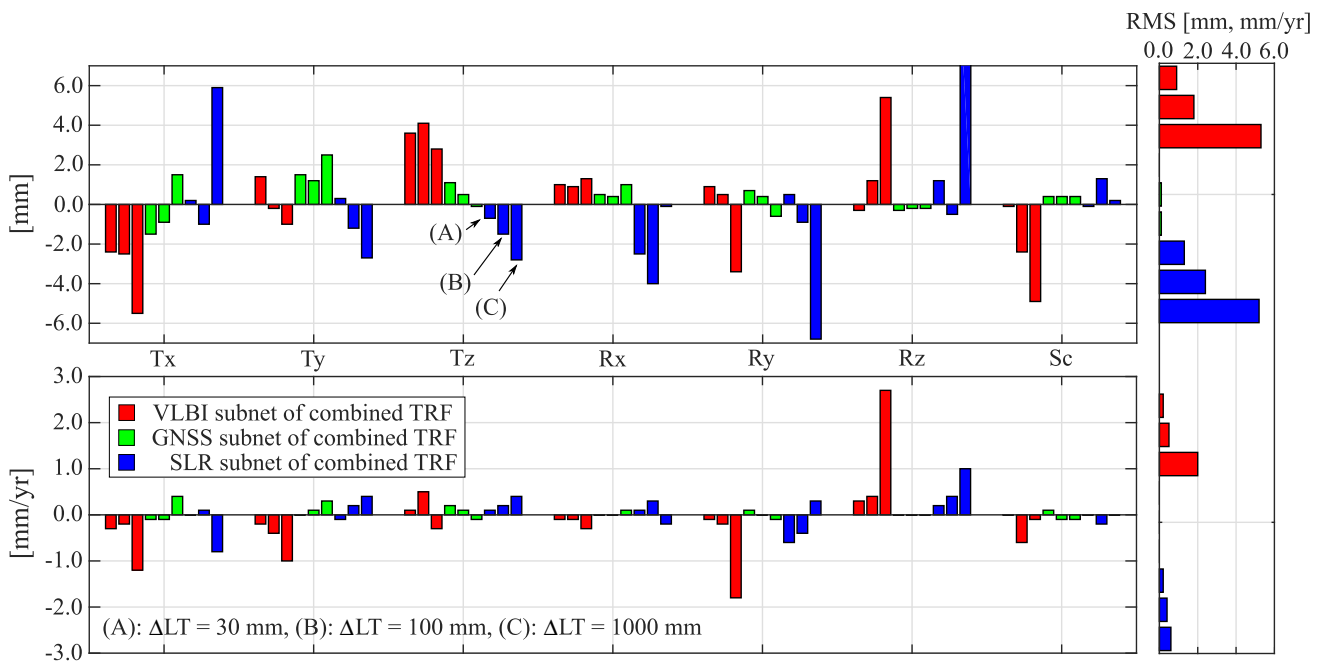 RMS [mm, mm/yr]
0.0 2.0 4.0 6.0
6.0
4.0
2.0
0.0
-2.0
-4.0
-6.0
[mm]
(A)
(B)
(C)
Tx Ty Tz Rx Ry Rz Sc
3.0
2.0
1.0
0.0
-1.0
-2.0
-3.0
[mm/yr]
VLBI subnet of combined TRF
GNSS subnet of combined TRF
SLR subnet of combined TRF
(A): ΔLT = 30 mm, (B): ΔLT = 100 mm, (C): ΔLT = 1000 mm